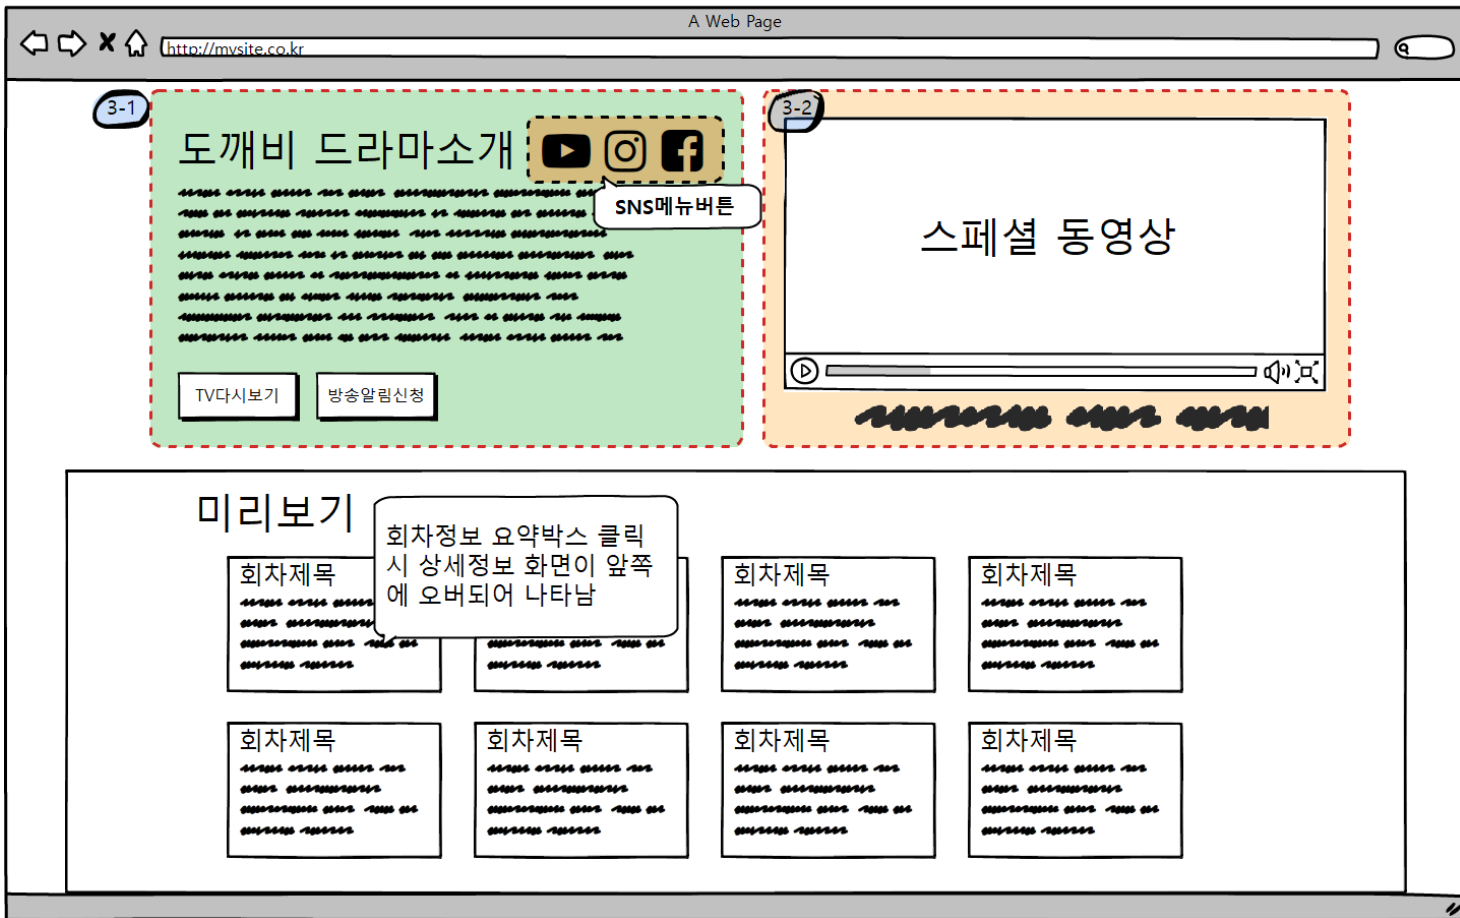 A Web Page
http://mysite.co.kr
3-1
도깨비 드라마소개
SNS메뉴버튼
TV다시보기
방송알림신청
3-2
스페셜 동영상
미리보기
회차정보 요약박스 클릭
시 상세정보 화면이 앞쪽
에 오버되어 나타남
회차제목
회차제목
회차제목
회차제목
회차제목
회차제목
회차제목